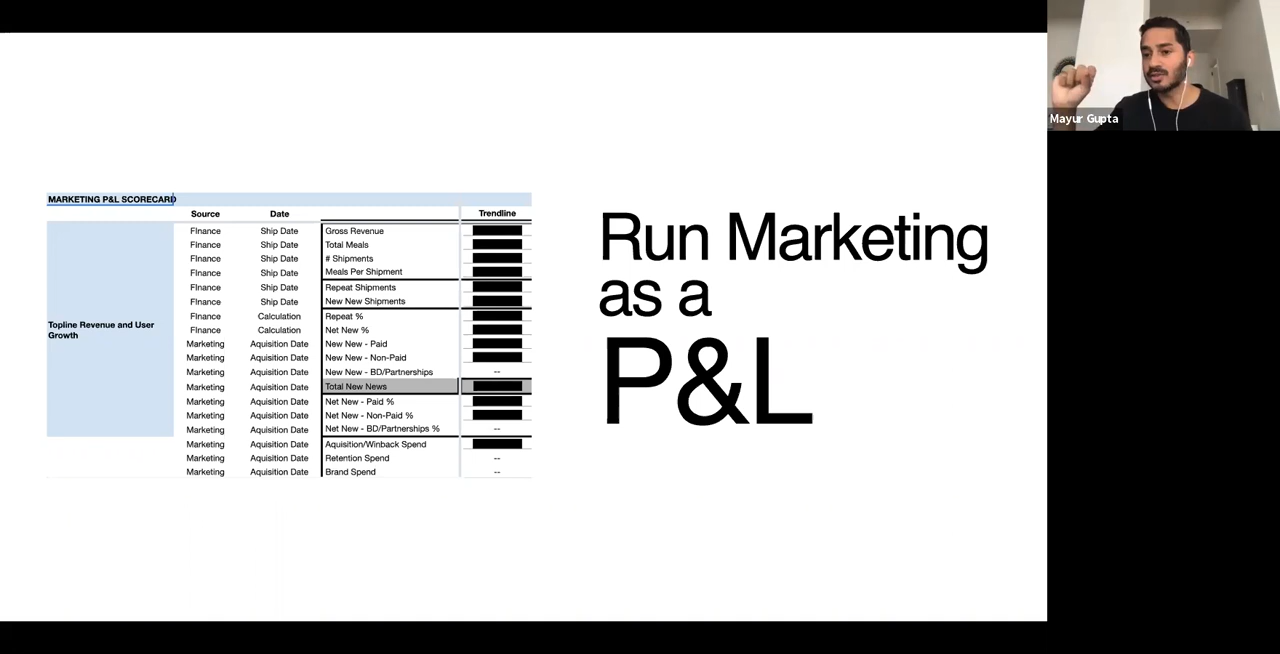 MARKETING P&L SCORECARD
Source Date Trendline
FInance Ship Date Gross Revenue
FInance Ship Date Total Meals
FInance Ship Date # Shipments
FInance Ship Date Meals Per Shipment
FInance Ship Date Repeat Shipments
FInance Ship Date New New Shipments
FInance Calculation Repeat %
FInance Calculation Net New %
Topline Revenue and User
Growth
Marketing Aquisition Date New New - Paid
Marketing Aquisition Date New New - Non-Paid
Marketing Aquisition Date New New - BD/Partnerships --
Marketing Aquisition Date Total New News
Marketing Aquisition Date Net New - Paid %
Marketing Aquisition Date Net New - Non-Paid %
Marketing Aquisition Date Net New - BD/Partnerships % --
Marketing Aquisition Date Aquisition/Winback Spend
Marketing Aquisition Date Retention Spend --
Marketing Aquisition Date Brand Spend --
Run Marketing
as a
P&L
Mayur Gupta